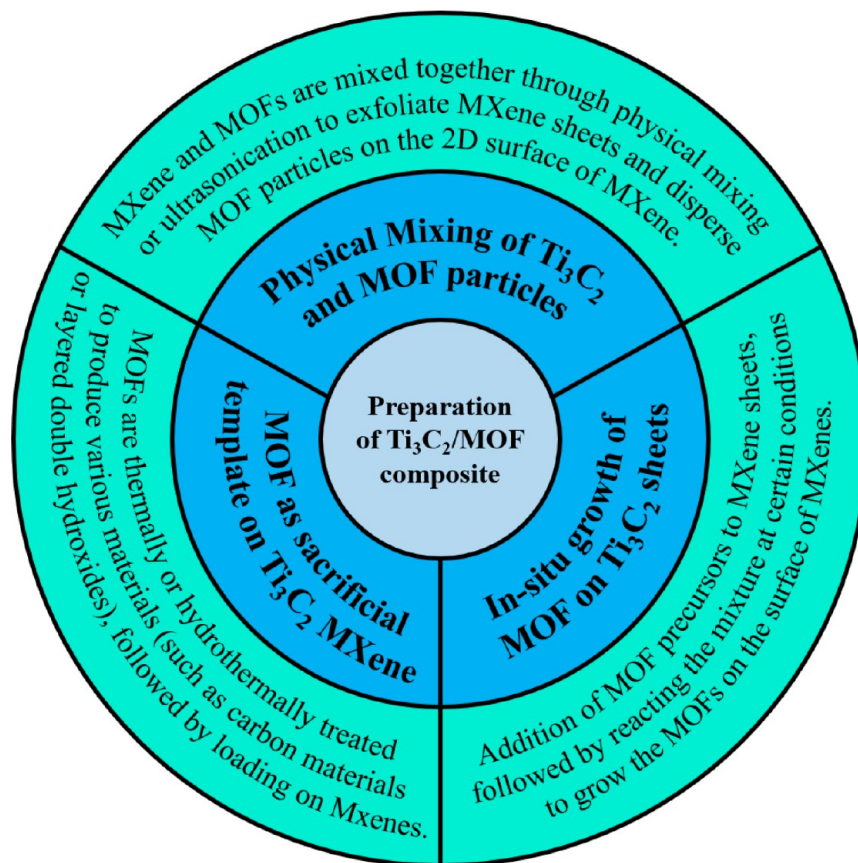 MXene and MOFs are mixed together through physical mixing
or ultrasonication to exfoliate MXene sheets and disperse
MOF particles on the 2D surface of MXene.
Physical Mixing of Ti₃C₂
and MOF particles
Preparation
of Ti₃C₂/MOF
composite
In-situ growth of
MOF on Ti₃C₂ sheets
Addition of MOF precursors to MXene sheets,
followed by reacting the mixture at certain conditions
to grow the MOFs on the surface of MXenes.
MOF as sacrificial
template on Ti₃C₂ MXene
MOFs are thermally or hydrothermally treated
to produce various materials (such as carbon materials
or layered double hydroxides), followed by loading on Mxenes.